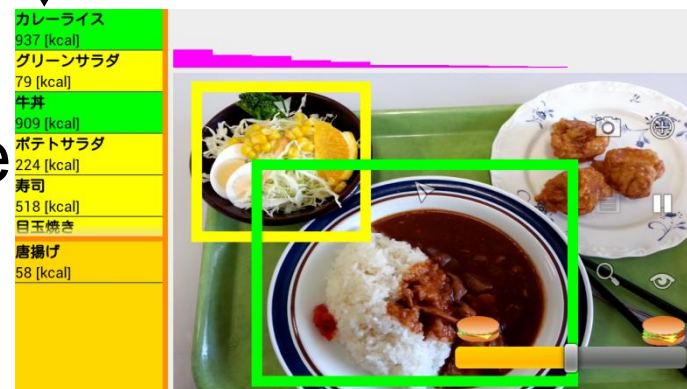 カレーライス
937 [kcal]
グリーンサラダ
79 [kcal]
牛丼
909 [kcal]
ポテトサラダ
224 [kcal]
寿司
518 [kcal]
目玉焼き
唐揚げ
58 [kcal]
e